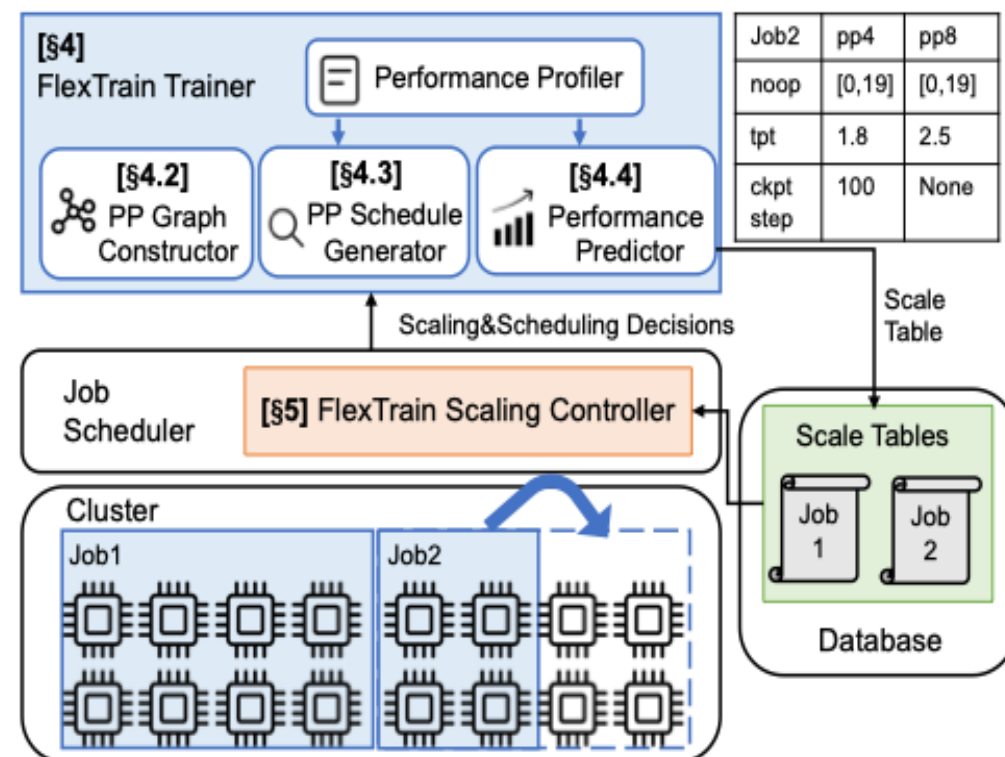 [§4]
FlexTrain Trainer
Performance Profiler
[§4.2]
PP Graph
Constructor
[§4.3]
PP Schedule
Generator
[§4.4]
Performance
Predictor
Job2 pp4 pp8
noop [0,19] [0,19]
tpt 1.8 2.5
ckpt step 100 None
Scale
Table
Scaling&Scheduling Decisions
Job
Scheduler
[§5] FlexTrain Scaling Controller
Scale Tables
Job
1
Job
2
Database
Cluster
Job1
Job2